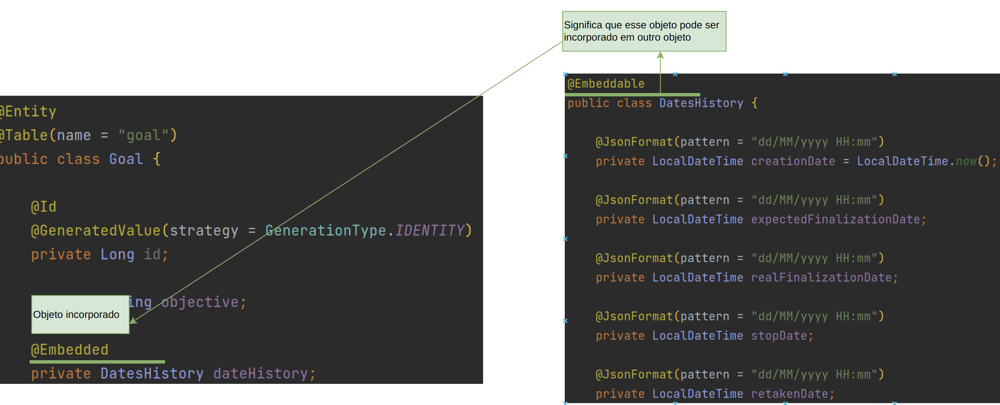 Significa que esse objeto pode ser
incorporado em outro objeto
@Entity
@Table(name = "goal")
public class Goal {
@Id
@GeneratedValue(strategy = GenerationType.IDENTITY)
private Long id;
objective;
Objeto incorporado
@Embedded
private DatesHistory dateHistory;
@Embeddable
public class DatesHistory {
@JsonFormat(pattern = "dd/MM/yyyy HH:mm")
private LocalDateTime creationDate = LocalDateTime.now();
@JsonFormat(pattern = "dd/MM/yyyy HH:mm")
private LocalDateTime expectedFinalizationDate;
@JsonFormat(pattern = "dd/MM/yyyy HH:mm")
private LocalDateTime realFinalizationDate;
@JsonFormat(pattern = "dd/MM/yyyy HH:mm")
private LocalDateTime stopDate;
@JsonFormat(pattern = "dd/MM/yyyy HH:mm")
private LocalDateTime retakenDate;